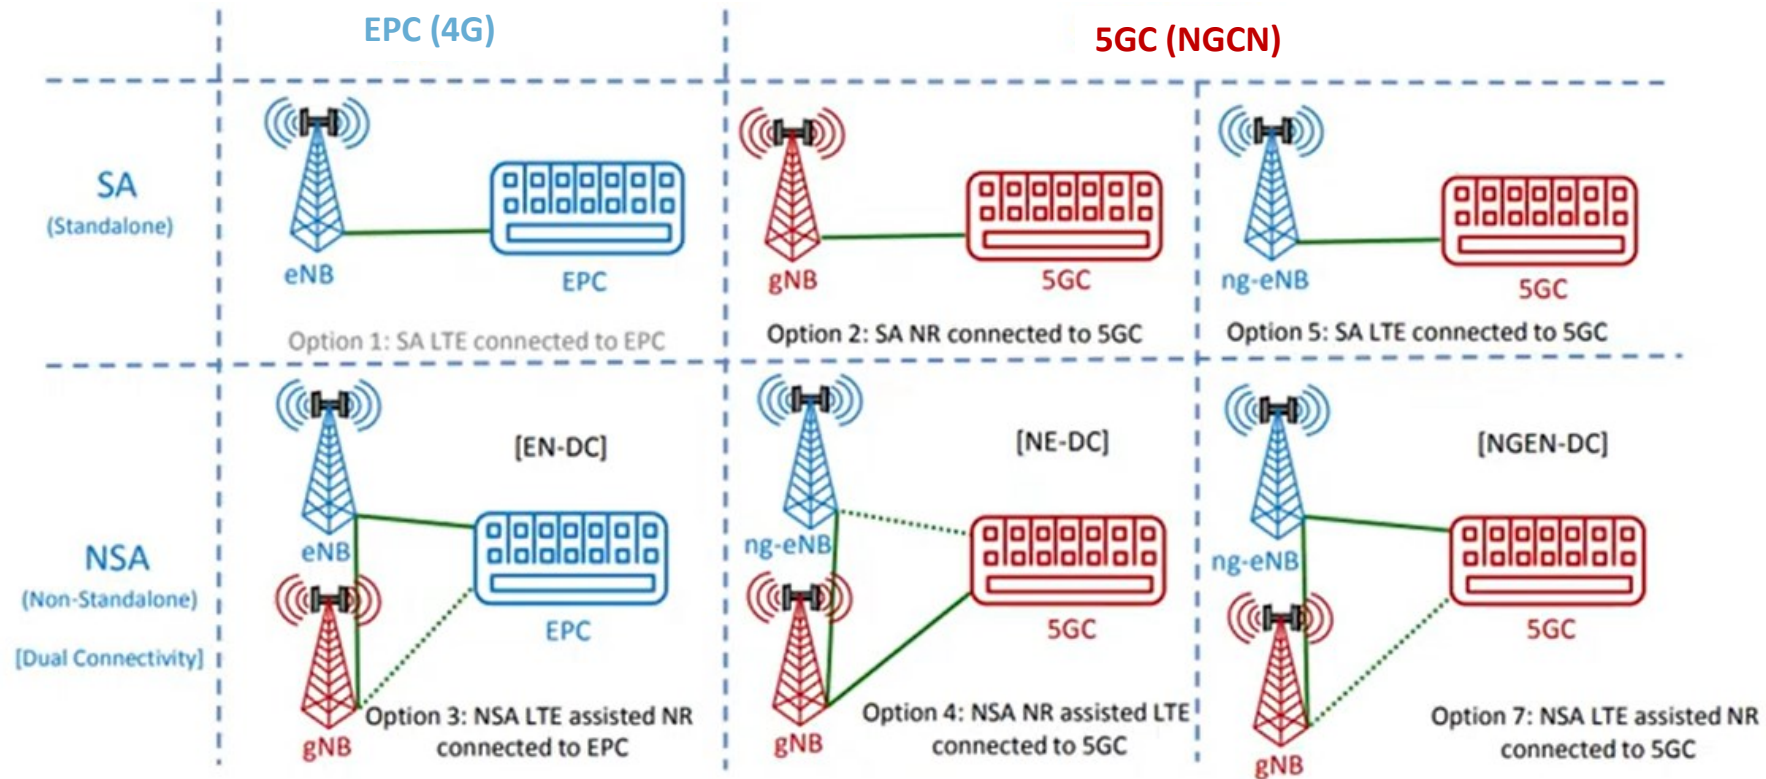 EPC (4G)
5GC (NGCN)
SA
(Standalone)
eNB
EPC
Option 1: SA LTE connected to EPC
gNB
5GC
Option 2: SA NR connected to 5GC
ng-eNB
5GC
Option 5: SA LTE connected to 5GC
NSA
(Non-Standalone)
[Dual Connectivity]
[EN-DC]
eNB
EPC
gNB
Option 3: NSA LTE assisted NR
connected to EPC
[NE-DC]
ng-eNB
5GC
gNB
Option 4: NSA NR assisted LTE
connected to 5GC
[NGEN-DC]
ng-eNB
5GC
gNB
Option 7: NSA LTE assisted NR
connected to 5GC